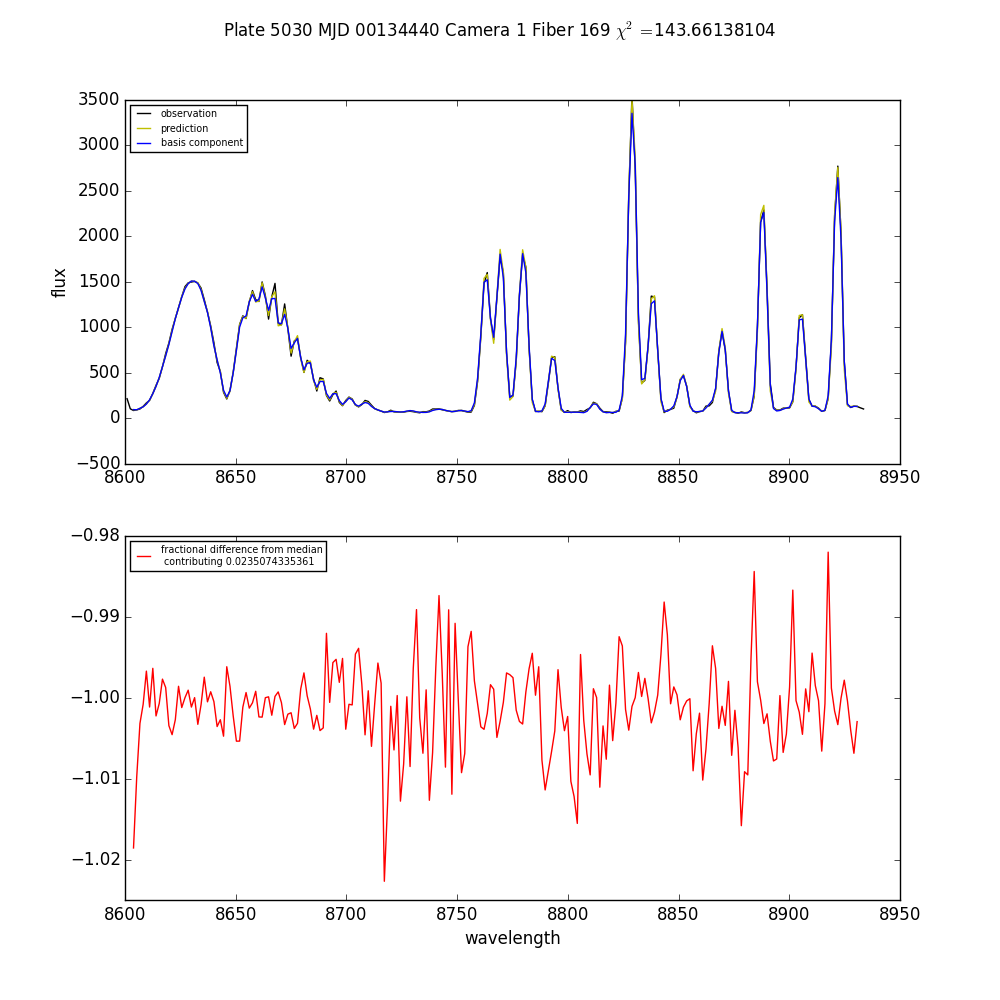 Plate 5030 MJD 00134440 Camera 1 Fiber 169 χ² =143.66138104
3500
3000
2500
2000
1500
1000
500
0
−500
flux
observation
prediction
basis component
8600 8650 8700 8750 8800 8850 8900 8950
−0.98
−0.99
−1.00
−1.01
−1.02
fractional difference from median
contributing 0.0235074335361
8600 8650 8700 8750 8800 8850 8900 8950
wavelength